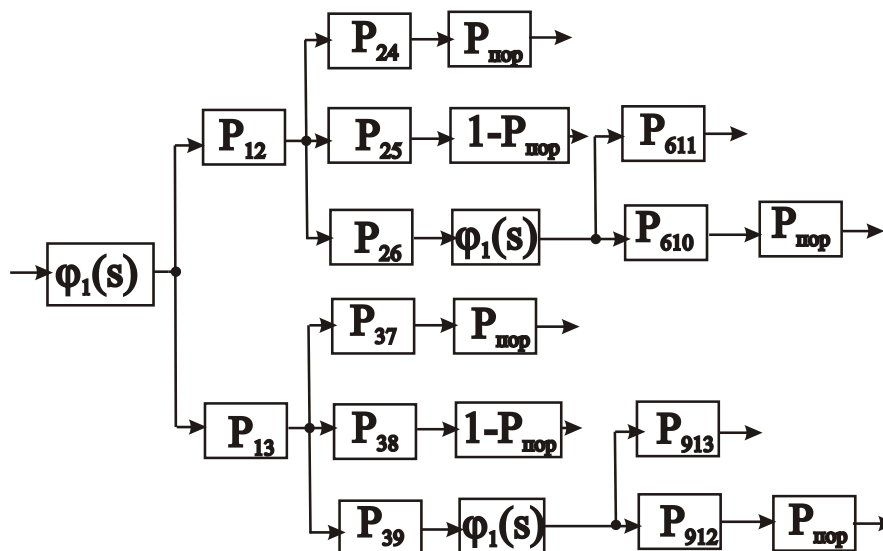 P24 Pпор
P12 P25 1-Pпор P611
P26 φ1(s) P610 Pпор
φ1(s)
P37 Pпор
P13 P38 1-Pпор P913
P39 φ1(s) P912 Pпор